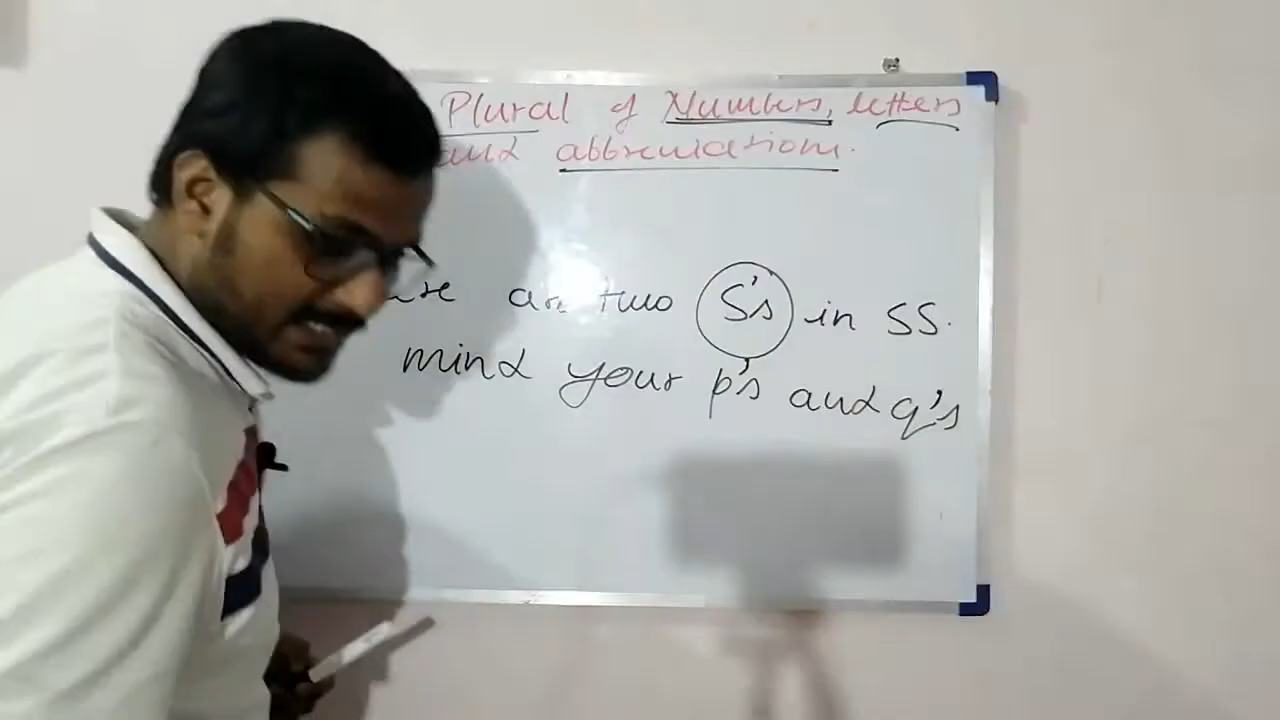 Plural of Numbers, letters
and abbreviations.
are two S's in SS.
mind your p's and q's